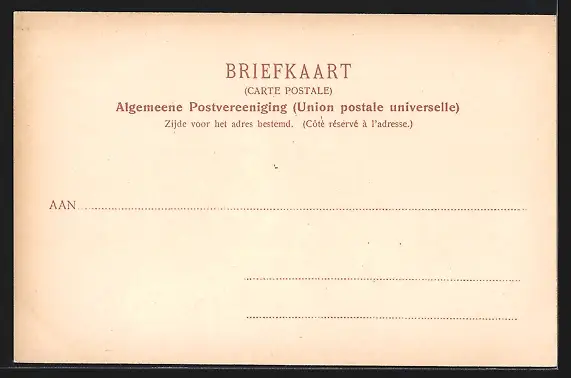 BRIEFKAART
(CARTE POSTALE)
Algemeene Postvereeniging (Union postale universelle)
Zijde voor het adres bestemd. (Côté réservé à l'adresse.)
AAN